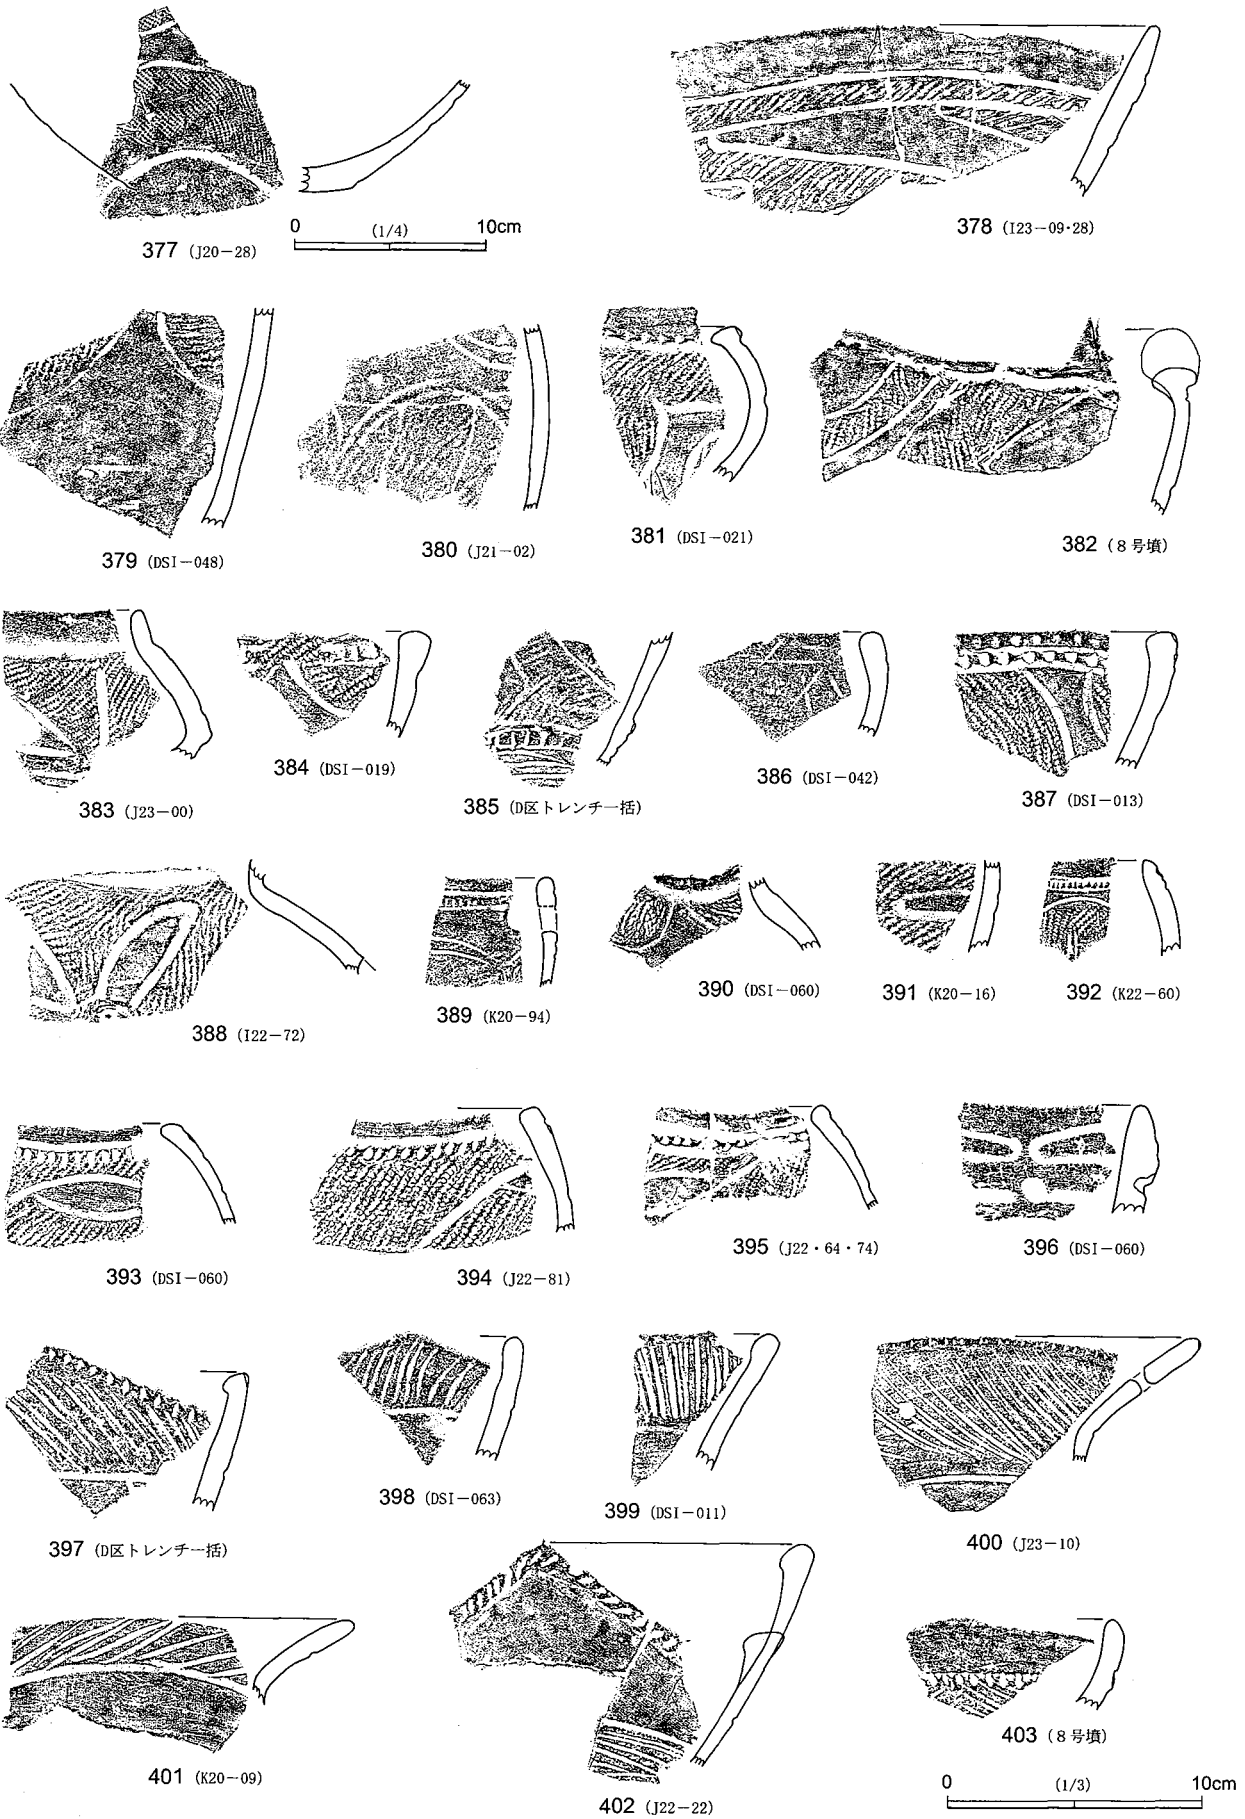 377 (J20-28)
0 (1/4) 10cm
378 (I23-09・28)
379 (DSI-048)
380 (J21-02)
381 (DSI-021)
382 (8号墳)
383 (J23-00)
384 (DSI-019)
385 (D区トレンチ一括)
386 (DSI-042)
387 (DSI-013)
388 (I22-72)
389 (K20-94)
390 (DSI-060)
391 (K20-16)
392 (K22-60)
393 (DSI-060)
394 (J22-81)
395 (J22・64・74)
396 (DSI-060)
397 (D区トレンチ一括)
398 (DSI-063)
399 (DSI-011)
400 (J23-10)
401 (K20-09)
402 (J22-22)
403 (8号墳)
0 (1/3) 10cm